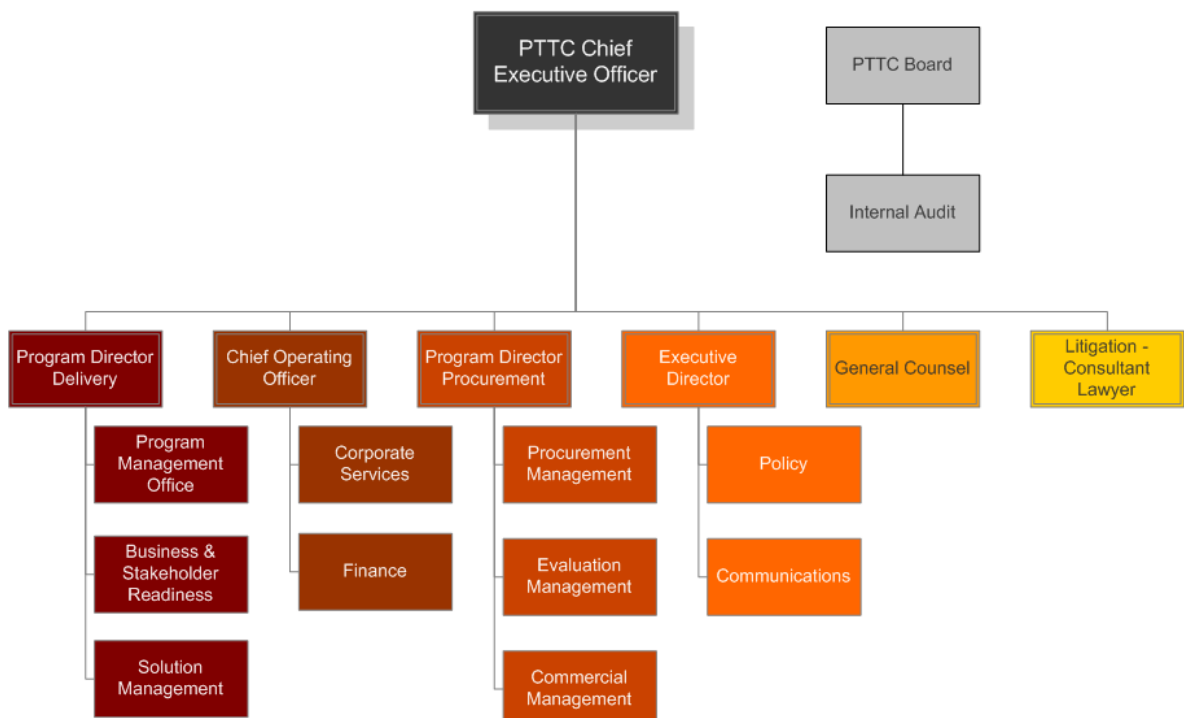 PTTC Chief
Executive Officer
PTTC Board
Internal Audit
Program Director
Delivery
Chief Operating
Officer
Program Director
Procurement
Executive
Director
General Counsel
Litigation -
Consultant
Lawyer
Program
Management
Office
Corporate
Services
Procurement
Management
Policy
Business &
Stakeholder
Readiness
Finance
Evaluation
Management
Communications
Solution
Management
Commercial
Management